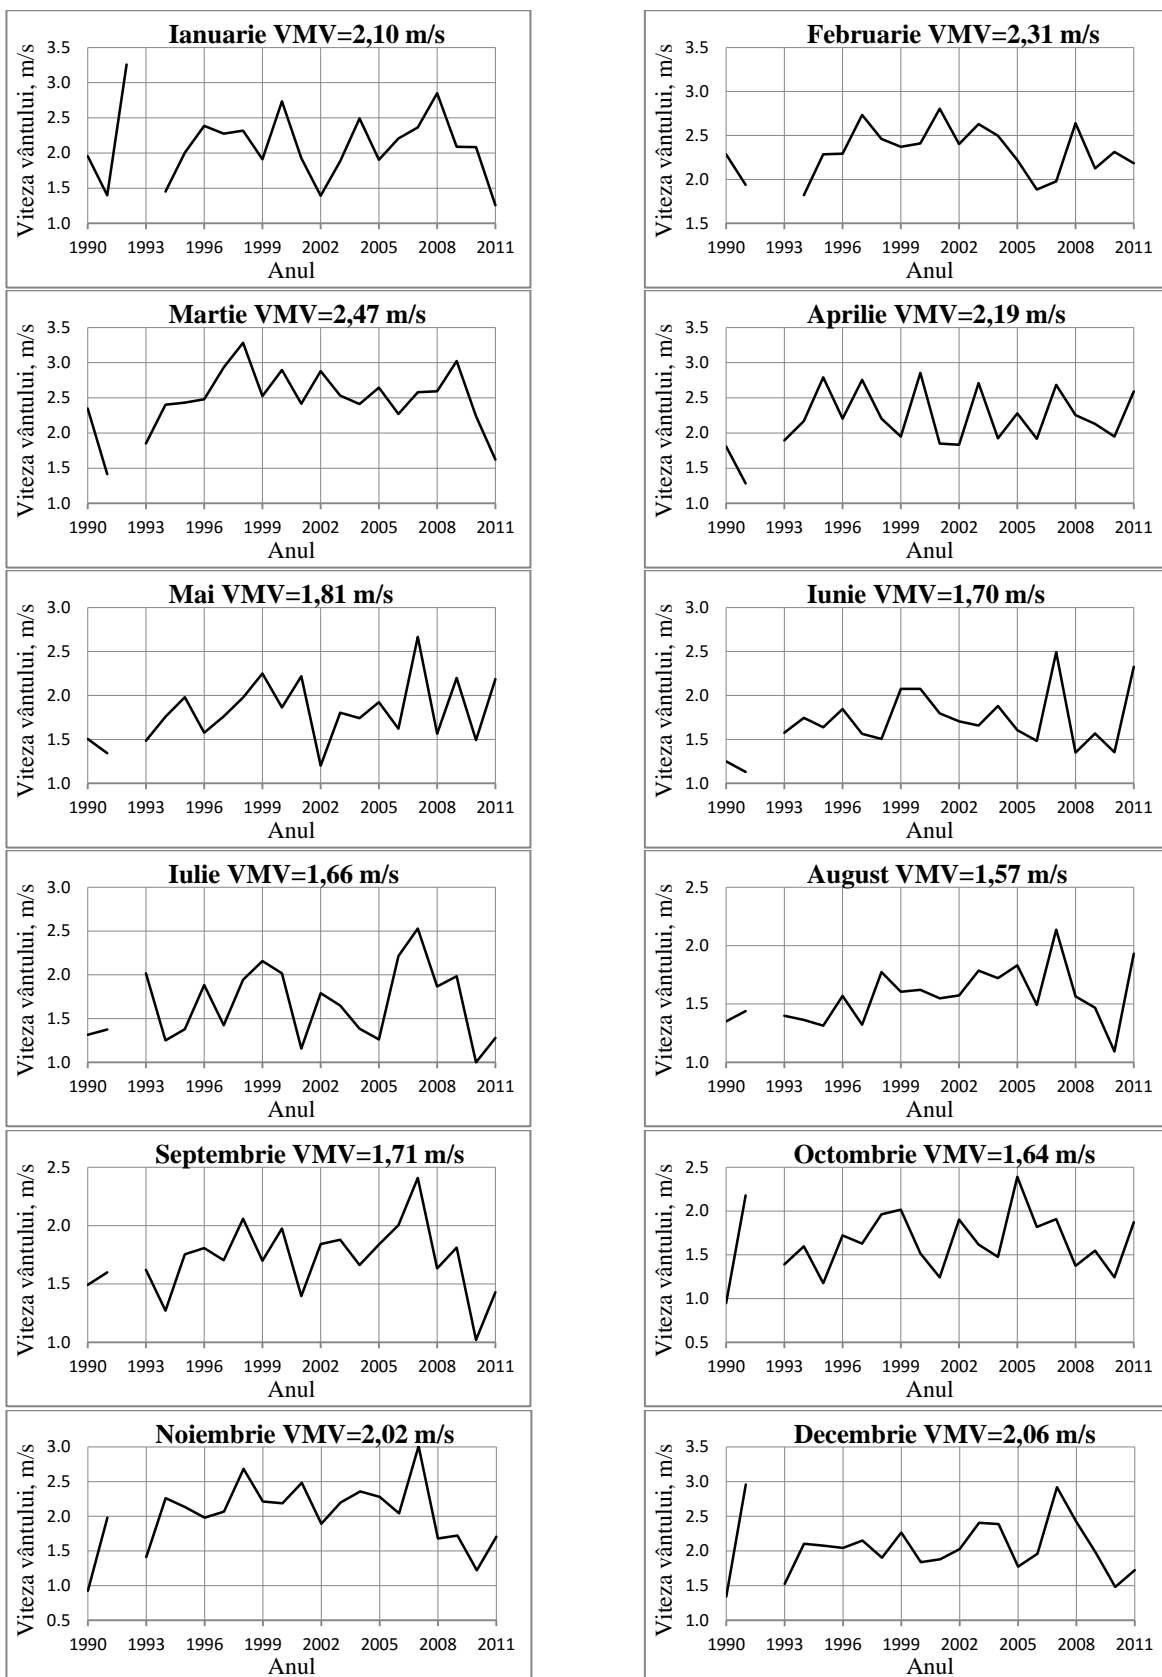 Ianuarie VMV=2,10 m/s
Viteza vântului, m/s
3.5
3.0
2.5
2.0
1.5
1.0
1990 1993 1996 1999 2002 2005 2008 2011
Anul
Februarie VMV=2,31 m/s
Viteza vântului, m/s
3.5
3.0
2.5
2.0
1.5
1990 1993 1996 1999 2002 2005 2008 2011
Anul
Martie VMV=2,47 m/s
Viteza vântului, m/s
3.5
3.0
2.5
2.0
1.5
1.0
1990 1993 1996 1999 2002 2005 2008 2011
Anul
Aprilie VMV=2,19 m/s
Viteza vântului, m/s
3.5
3.0
2.5
2.0
1.5
1.0
1990 1993 1996 1999 2002 2005 2008 2011
Anul
Mai VMV=1,81 m/s
Viteza vântului, m/s
3.0
2.5
2.0
1.5
1.0
1990 1993 1996 1999 2002 2005 2008 2011
Anul
Iunie VMV=1,70 m/s
Viteza vântului, m/s
3.0
2.5
2.0
1.5
1.0
1990 1993 1996 1999 2002 2005 2008 2011
Anul
Iulie VMV=1,66 m/s
Viteza vântului, m/s
3.0
2.5
2.0
1.5
1.0
1990 1993 1996 1999 2002 2005 2008 2011
Anul
August VMV=1,57 m/s
Viteza vântului, m/s
2.5
2.0
1.5
1.0
1990 1993 1996 1999 2002 2005 2008 2011
Anul
Septembrie VMV=1,71 m/s
Viteza vântului, m/s
2.5
2.0
1.5
1.0
1990 1993 1996 1999 2002 2005 2008 2011
Anul
Octombrie VMV=1,64 m/s
Viteza vântului, m/s
2.5
2.0
1.5
1.0
0.5
1990 1993 1996 1999 2002 2005 2008 2011
Anul
Noiembrie VMV=2,02 m/s
Viteza vântului, m/s
3.0
2.5
2.0
1.5
1.0
0.5
1990 1993 1996 1999 2002 2005 2008 2011
Anul
Decembrie VMV=2,06 m/s
Viteza vântului, m/s
3.5
3.0
2.5
2.0
1.5
1.0
1990 1993 1996 1999 2002 2005 2008 2011
Anul